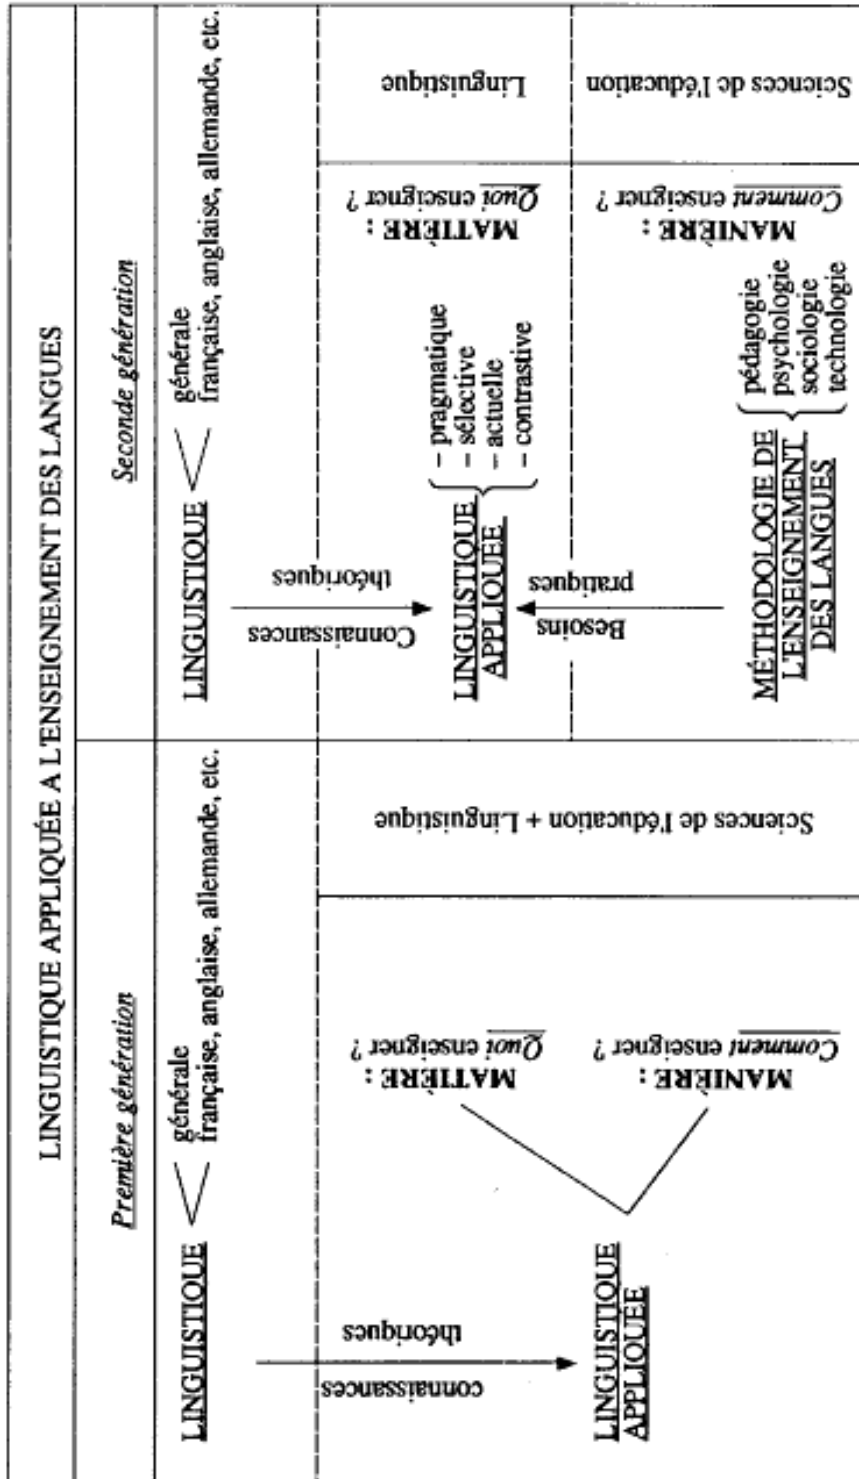 LINGUISTIQUE APPLIQUÉE A L'ENSEIGNEMENT DES LANGUES
Première génération
LINGUISTIQUE
générale
française, anglaise, allemande, etc.
connaissances
théoriques
LINGUISTIQUE
APPLIQUÉE
MATIÈRE :
Quoi enseigner ?
MANIÈRE :
Comment enseigner ?
Sciences de l'éducation + Linguistique
Seconde génération
LINGUISTIQUE
générale
française, anglaise, allemande, etc.
Connaissances
théoriques
LINGUISTIQUE
APPLIQUÉE
– pragmatique
– sélective
– actuelle
– contrastive
MATIÈRE :
Quoi enseigner ?
Linguistique
Besoins
pratiques
MÉTHODOLOGIE DE
L'ENSEIGNEMENT
DES LANGUES
pédagogie
psychologie
sociologie
technologie
MANIÈRE :
Comment enseigner ?
Sciences de l'éducation